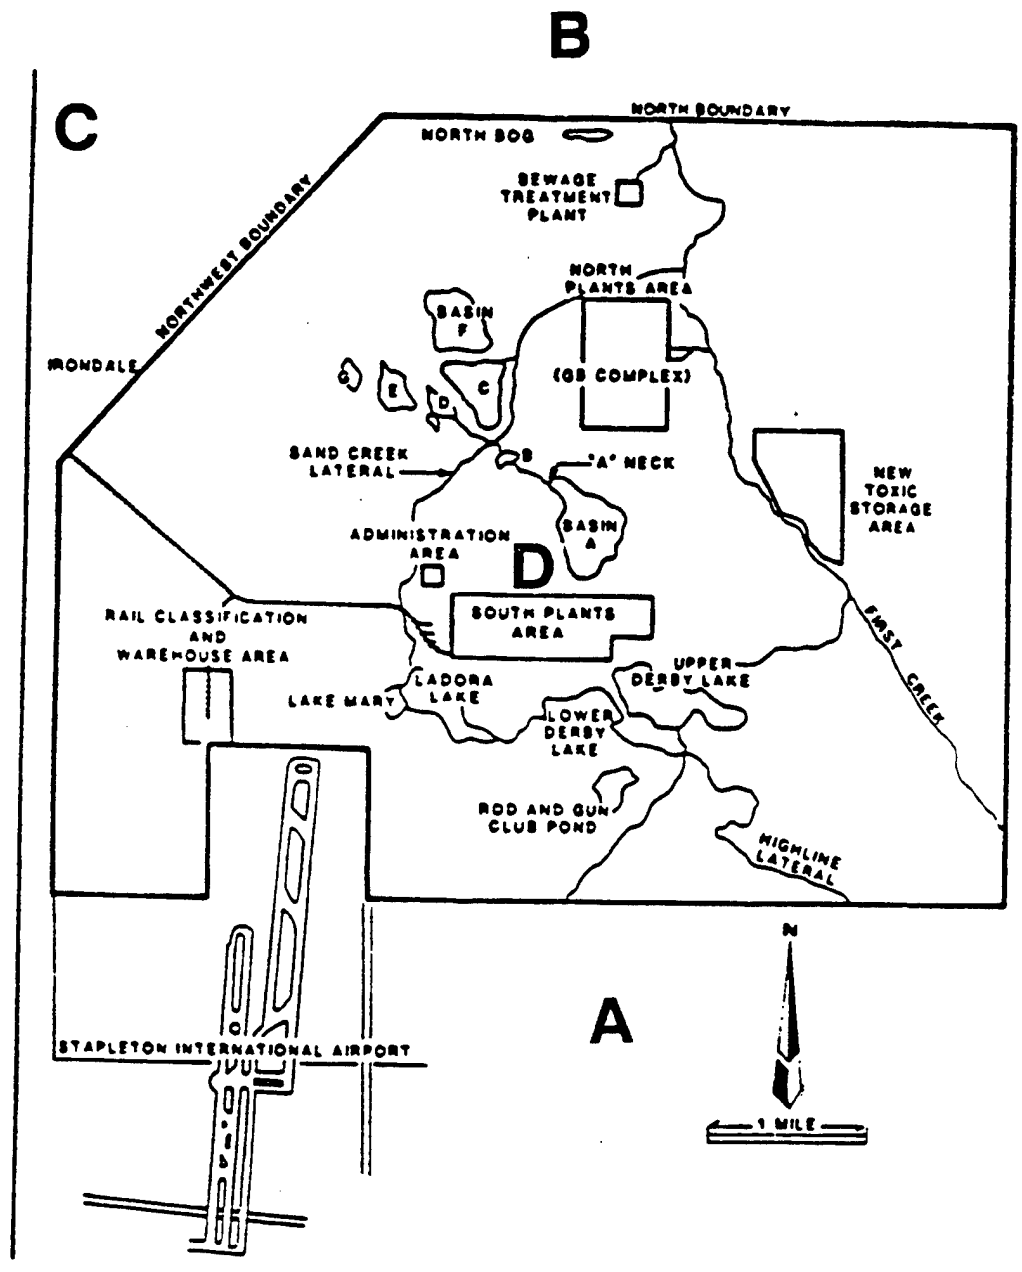 B
C
NORTH BOUNDARY
NORTH BOG
SEWAGE
TREATMENT
PLANT
NORTHWEST BOUNDARY
NORTH
PLANTS AREA
BASIN
F
IRONDALE
G
E
D
C
(GB COMPLEX)
B
SAND CREEK
LATERAL
"A" NECK
NEW
TOXIC
STORAGE
AREA
BASIN
A
ADMINISTRATION
AREA
D
SOUTH PLANTS
AREA
RAIL CLASSIFICATION
AND
WAREHOUSE AREA
FIRST CREEK
UPPER
DERBY LAKE
LADORA
LAKE
LAKE MARY
LOWER
DERBY
LAKE
ROD AND GUN
CLUB POND
HIGHLINE
LATERAL
N
A
STAPLETON INTERNATIONAL AIRPORT
1 MILE